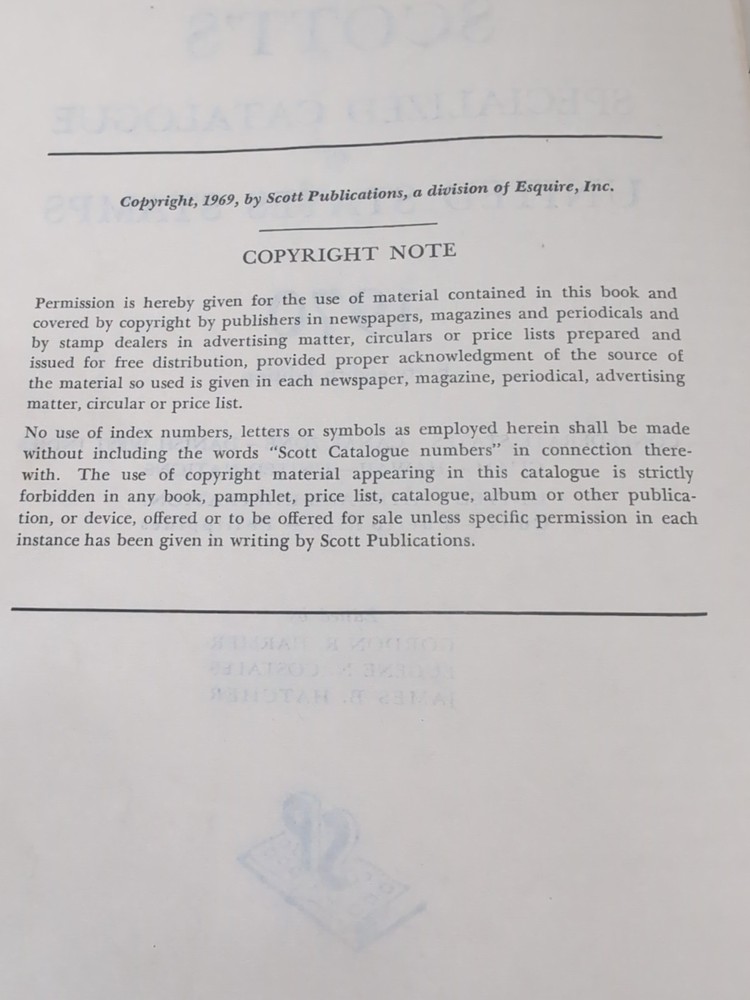 Copyright, 1969, by Scott Publications, a division of Esquire, Inc.
COPYRIGHT NOTE
Permission is hereby given for the use of material contained in this book and
covered by copyright by publishers in newspapers, magazines and periodicals and
by stamp dealers in advertising matter, circulars or price lists prepared and
issued for free distribution, provided proper acknowledgment of the source of
the material so used is given in each newspaper, magazine, periodical, advertising
matter, circular or price list.
No use of index numbers, letters or symbols as employed herein shall be made
without including the words “Scott Catalogue numbers” in connection there-
with. The use of copyright material appearing in this catalogue is strictly
forbidden in any book, pamphlet, price list, catalogue, album or other publica-
tion, or device, offered or to be offered for sale unless specific permission in each
instance has been given in writing by Scott Publications.